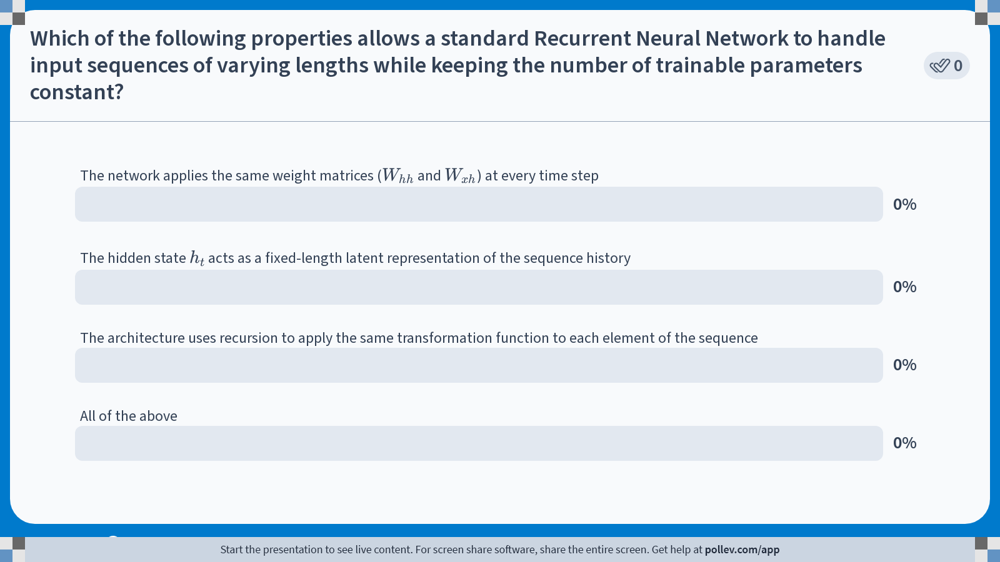 Which of the following properties allows a standard Recurrent Neural Network to handle
input sequences of varying lengths while keeping the number of trainable parameters
constant?
0
The network applies the same weight matrices (W_{hh} and W_{xh}) at every time step
0%
The hidden state h_t acts as a fixed-length latent representation of the sequence history
0%
The architecture uses recursion to apply the same transformation function to each element of the sequence
0%
All of the above
0%
Start the presentation to see live content. For screen share software, share the entire screen. Get help at pollev.com/app